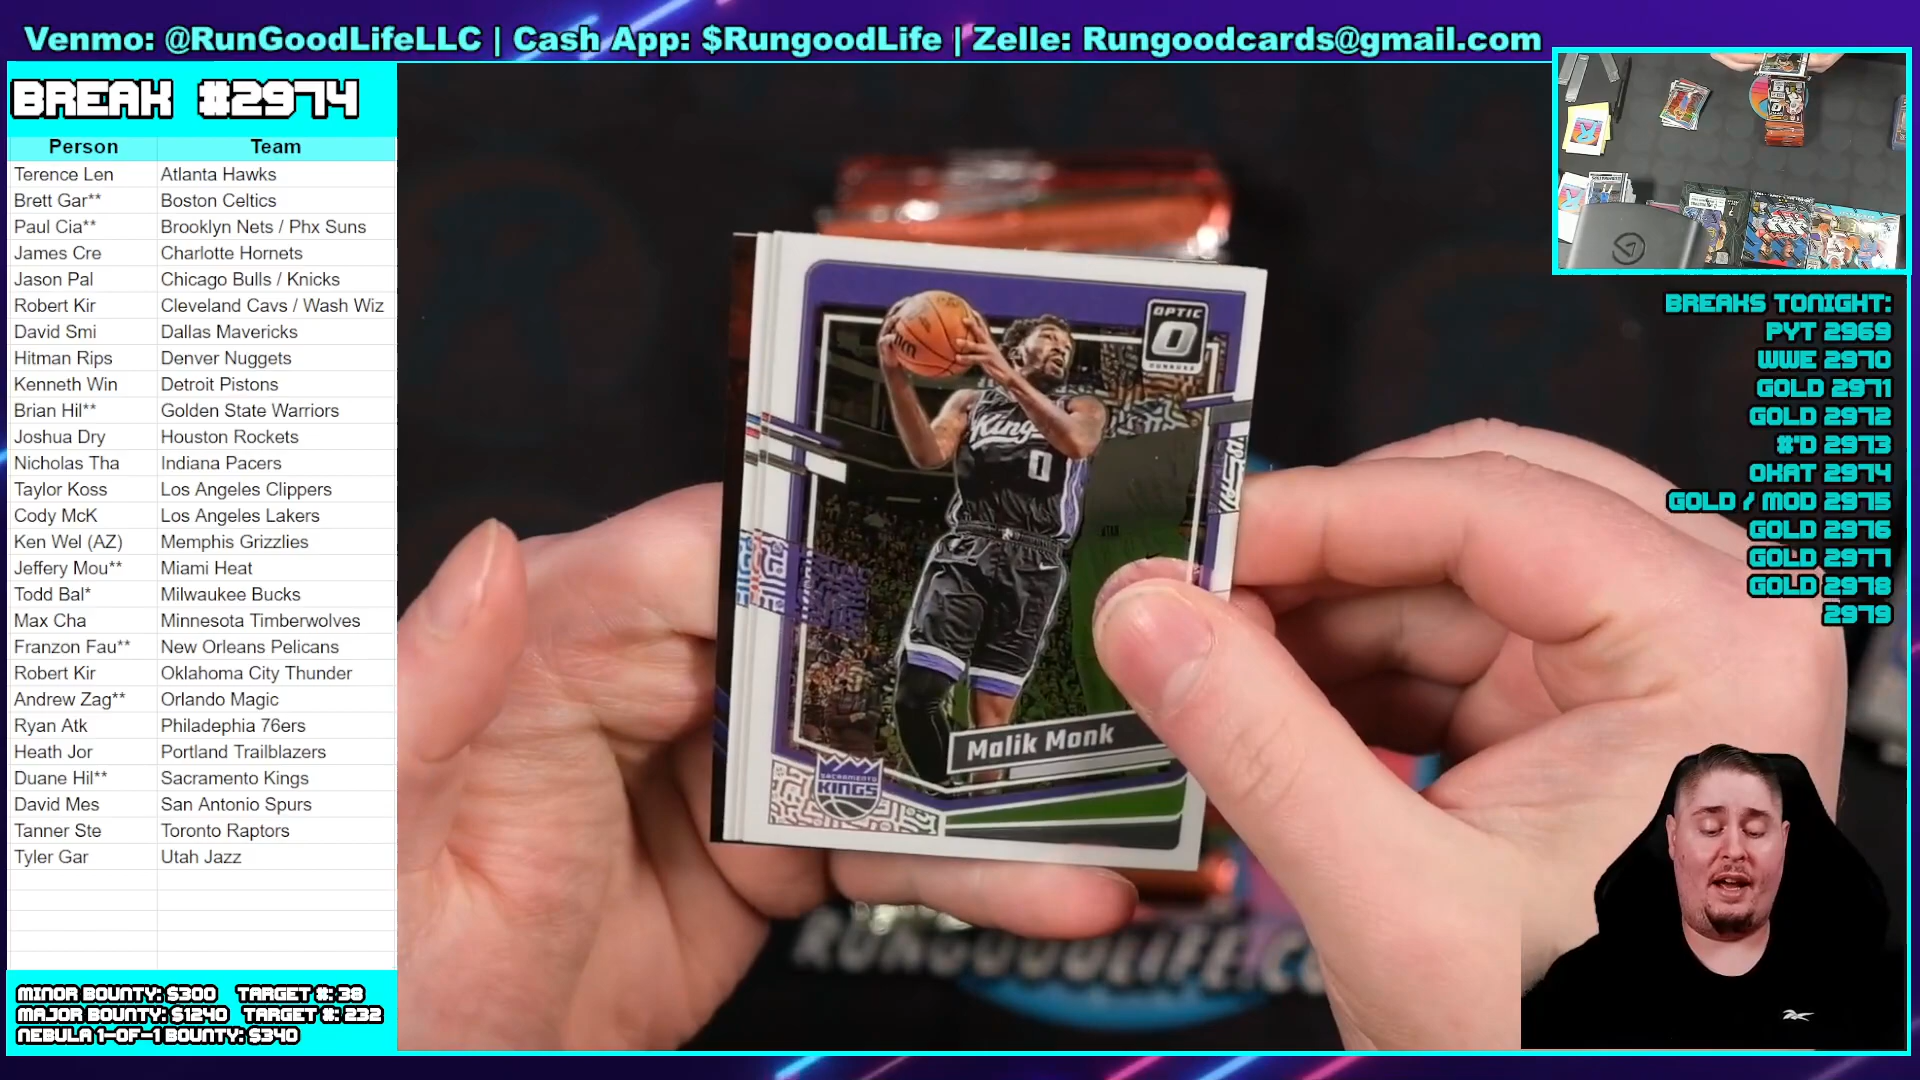 Venmo: @RunGoodLifeLLC | Cash App: $RungoodLife | Zelle: Rungoodcards@gmail.com
BREAK #2974
Person Team
Terence Len Atlanta Hawks
Brett Gar** Boston Celtics
Paul Cia** Brooklyn Nets / Phx Suns
James Cre Charlotte Hornets
Jason Pal Chicago Bulls / Knicks
Robert Kir Cleveland Cavs / Wash Wiz
David Smi Dallas Mavericks
Hitman Rips Denver Nuggets
Kenneth Win Detroit Pistons
Brian Hil** Golden State Warriors
Joshua Dry Houston Rockets
Nicholas Tha Indiana Pacers
Taylor Koss Los Angeles Clippers
Cody McK Los Angeles Lakers
Ken Wel (AZ) Memphis Grizzlies
Jeffery Mou** Miami Heat
Todd Bal* Milwaukee Bucks
Max Cha Minnesota Timberwolves
Franzon Fau** New Orleans Pelicans
Robert Kir Oklahoma City Thunder
Andrew Zag** Orlando Magic
Ryan Atk Philadephia 76ers
Heath Jor Portland Trailblazers
Duane Hil** Sacramento Kings
David Mes San Antonio Spurs
Tanner Ste Toronto Raptors
Tyler Gar Utah Jazz
MINOR BOUNTY: $300 TARGET #: 38
MAJOR BOUNTY: $1240 TARGET #: 232
NEBULA 1-OF-1 BOUNTY: $340
OPTIC
DONRUSS
Kings
0
Malik Monk
SACRAMENTO
KINGS
RUNGOODLIFE.CO
BREAKS TONIGHT:
PYT 2969
WWE 2970
GOLD 2971
GOLD 2972
#'D 2973
OKAT 2974
GOLD / MOD 2975
GOLD 2976
GOLD 2977
GOLD 2978
2979